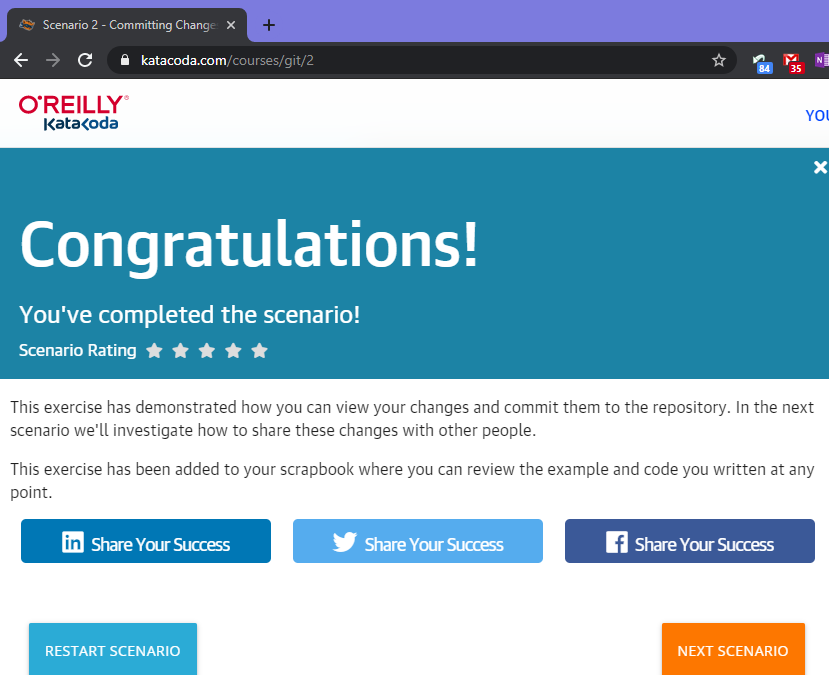 Scenario 2 - Committing Change
katacoda.com/courses/git/2
84
35
N
O'REILLY®
KataKoda
YOU
Congratulations!
You've completed the scenario!
Scenario Rating
This exercise has demonstrated how you can view your changes and commit them to the repository. In the next
scenario we'll investigate how to share these changes with other people.
This exercise has been added to your scrapbook where you can review the example and code you written at any
point.
in Share Your Success
Share Your Success
f Share Your Success
RESTART SCENARIO
NEXT SCENARIO